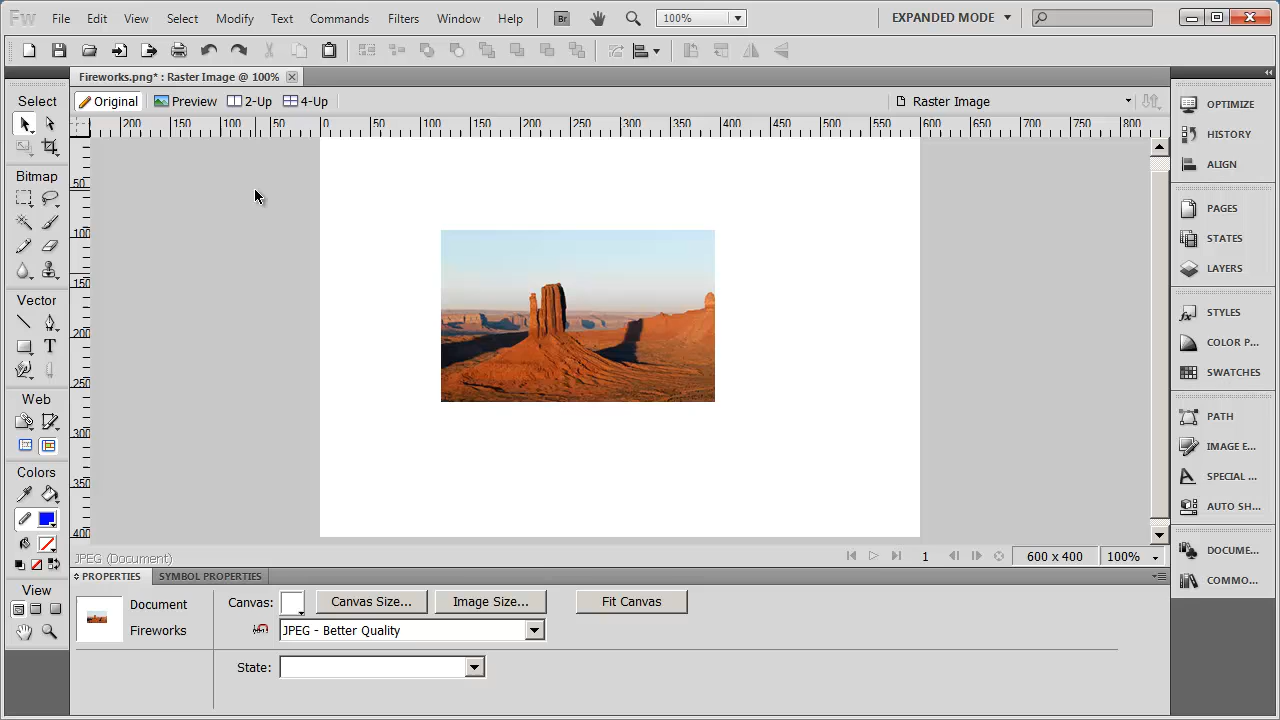 Fw File Edit View Select Modify Text Commands Filters Window Help Br 100% EXPANDED MODE
Fireworks.png* : Raster Image @ 100%
Original Preview 2-Up 4-Up Raster Image
200 150 100 50 0 50 100 150 200 250 300 350 400 450 500 550 600 650 700 750 800
50
100
150
200
250
300
350
400
Select
Bitmap
Vector
T
Web
Colors
View
OPTIMIZE
HISTORY
ALIGN
PAGES
STATES
LAYERS
STYLES
COLOR P...
SWATCHES
PATH
IMAGE E...
SPECIAL ...
AUTO SH...
DOCUME...
COMMO...
JPEG (Document) 1 600 x 400 100%
PROPERTIES SYMBOL PROPERTIES
Document Canvas: Canvas Size... Image Size... Fit Canvas
Fireworks JPEG - Better Quality
State: